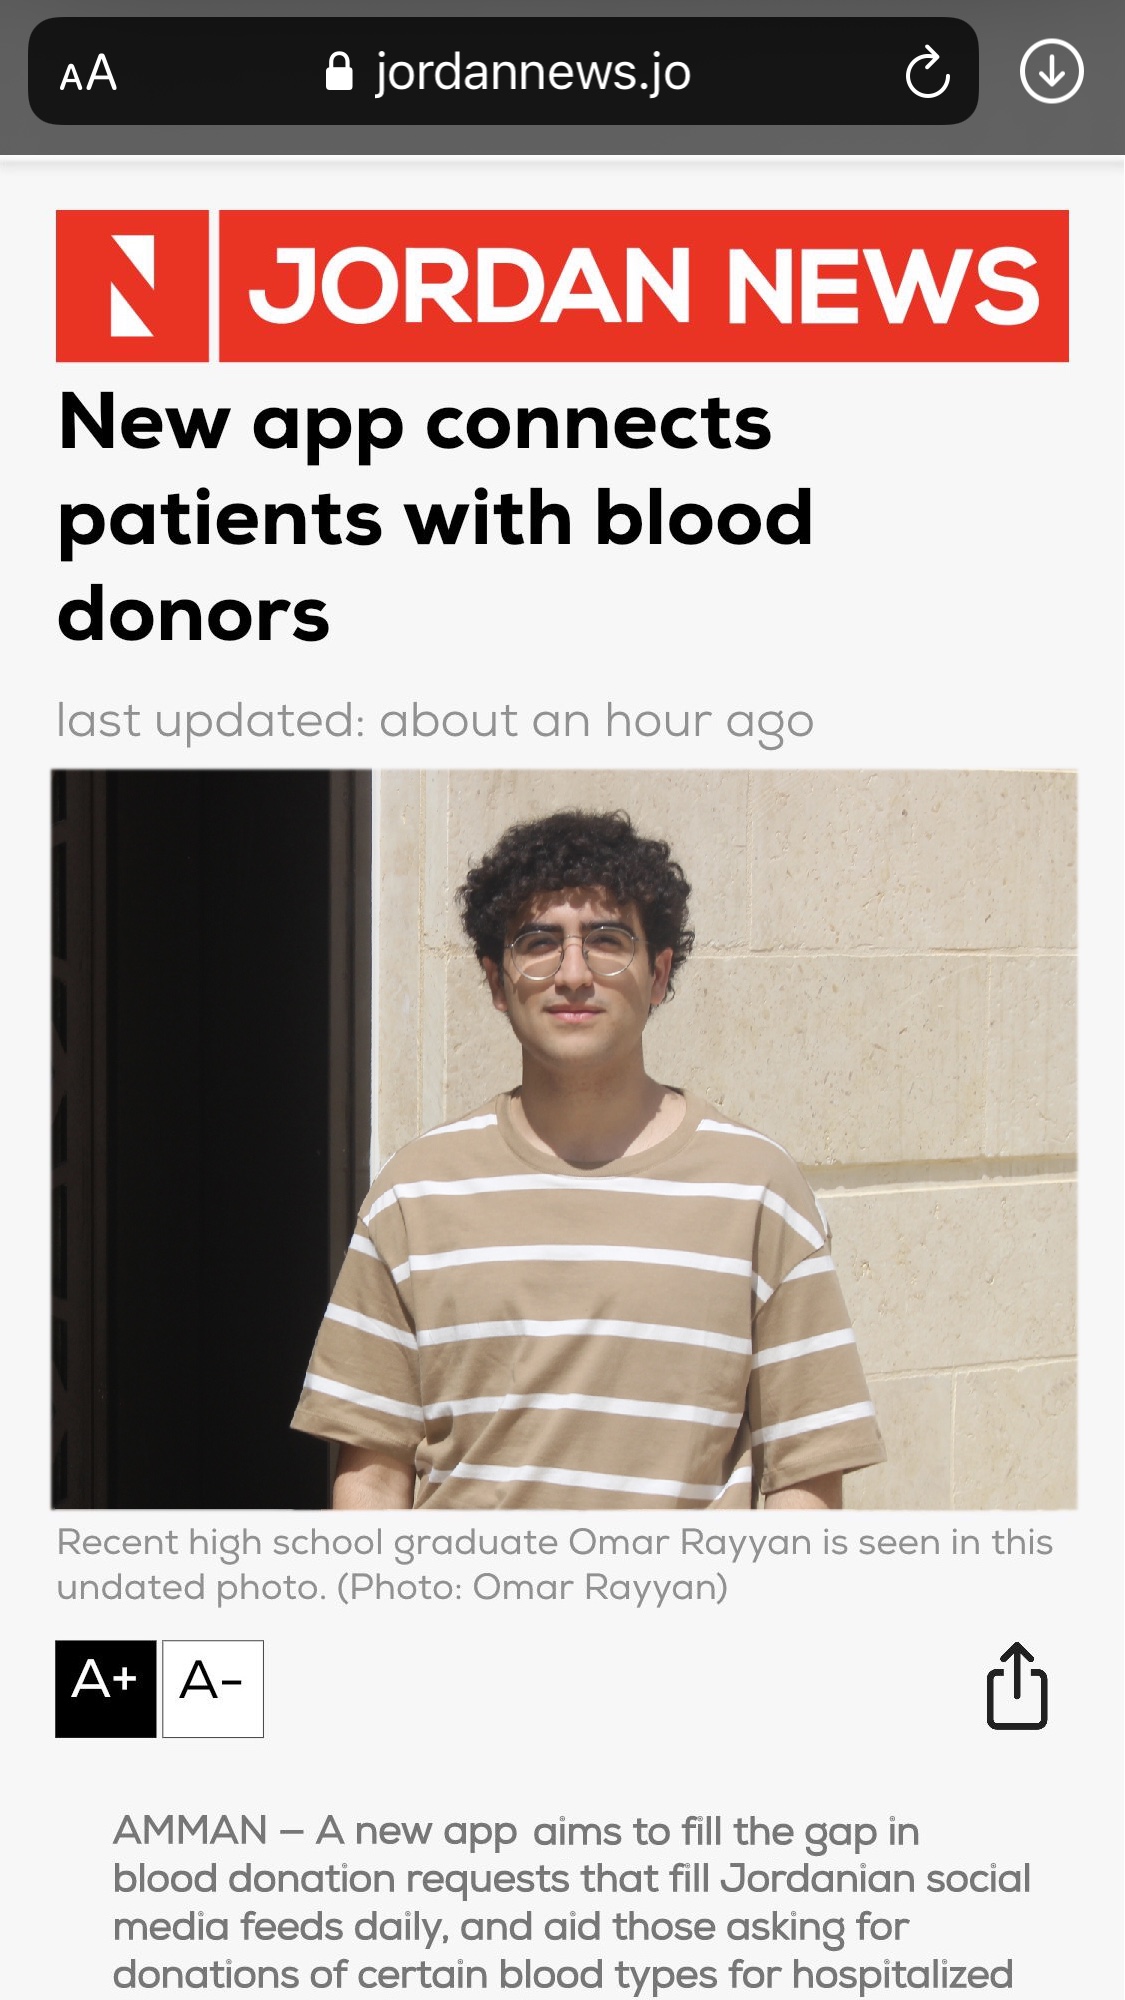 AA jordannews.jo
N JORDAN NEWS
New app connects
patients with blood
donors
last updated: about an hour ago
Recent high school graduate Omar Rayyan is seen in this
undated photo. (Photo: Omar Rayyan)
A+ A-
AMMAN — A new app aims to fill the gap in
blood donation requests that fill Jordanian social
media feeds daily, and aid those asking for
donations of certain blood types for hospitalized